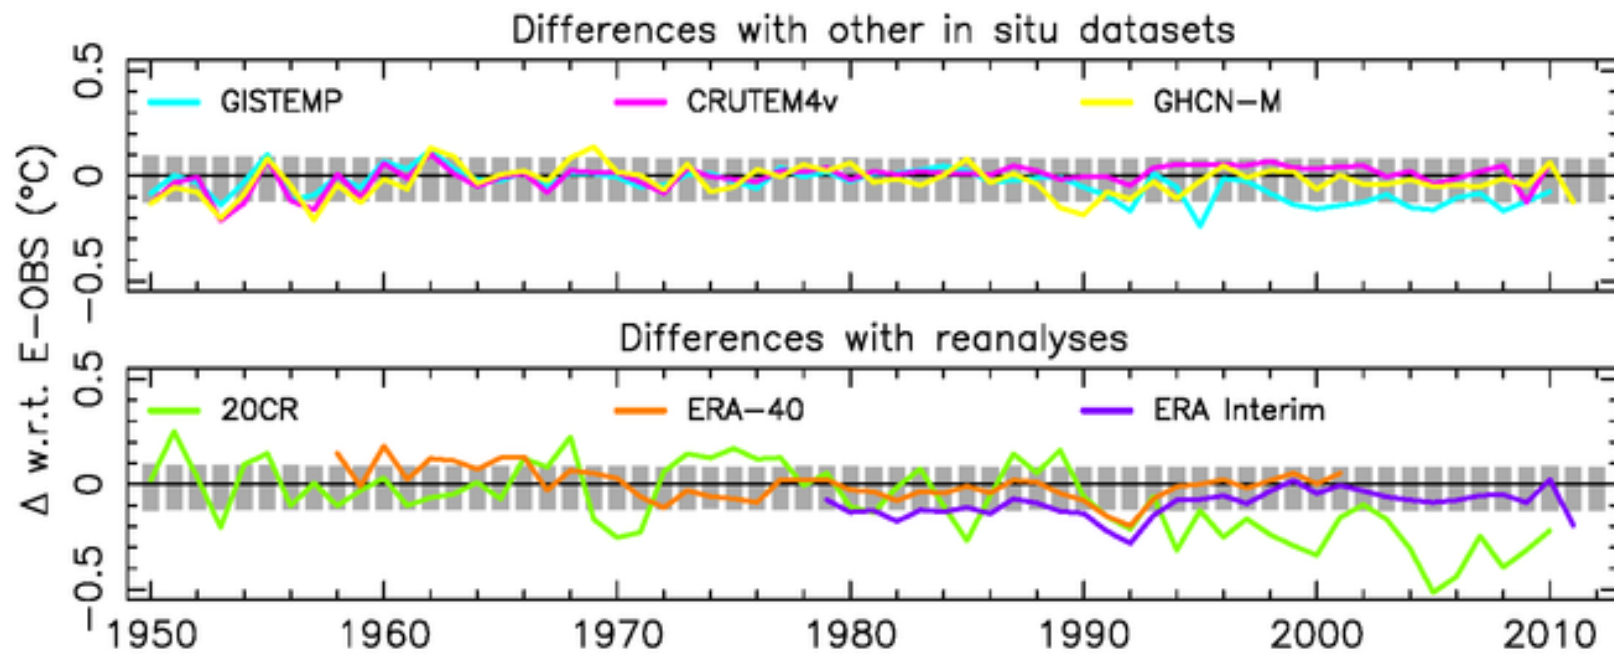 Differences with other in situ datasets
0.5
GISTEMP CRUTEM4v GHCN-M
0
-0.5
Δ w.r.t. E-OBS (°C)
Differences with reanalyses
0.5
20CR ERA-40 ERA Interim
0
-0.5
1950 1960 1970 1980 1990 2000 2010